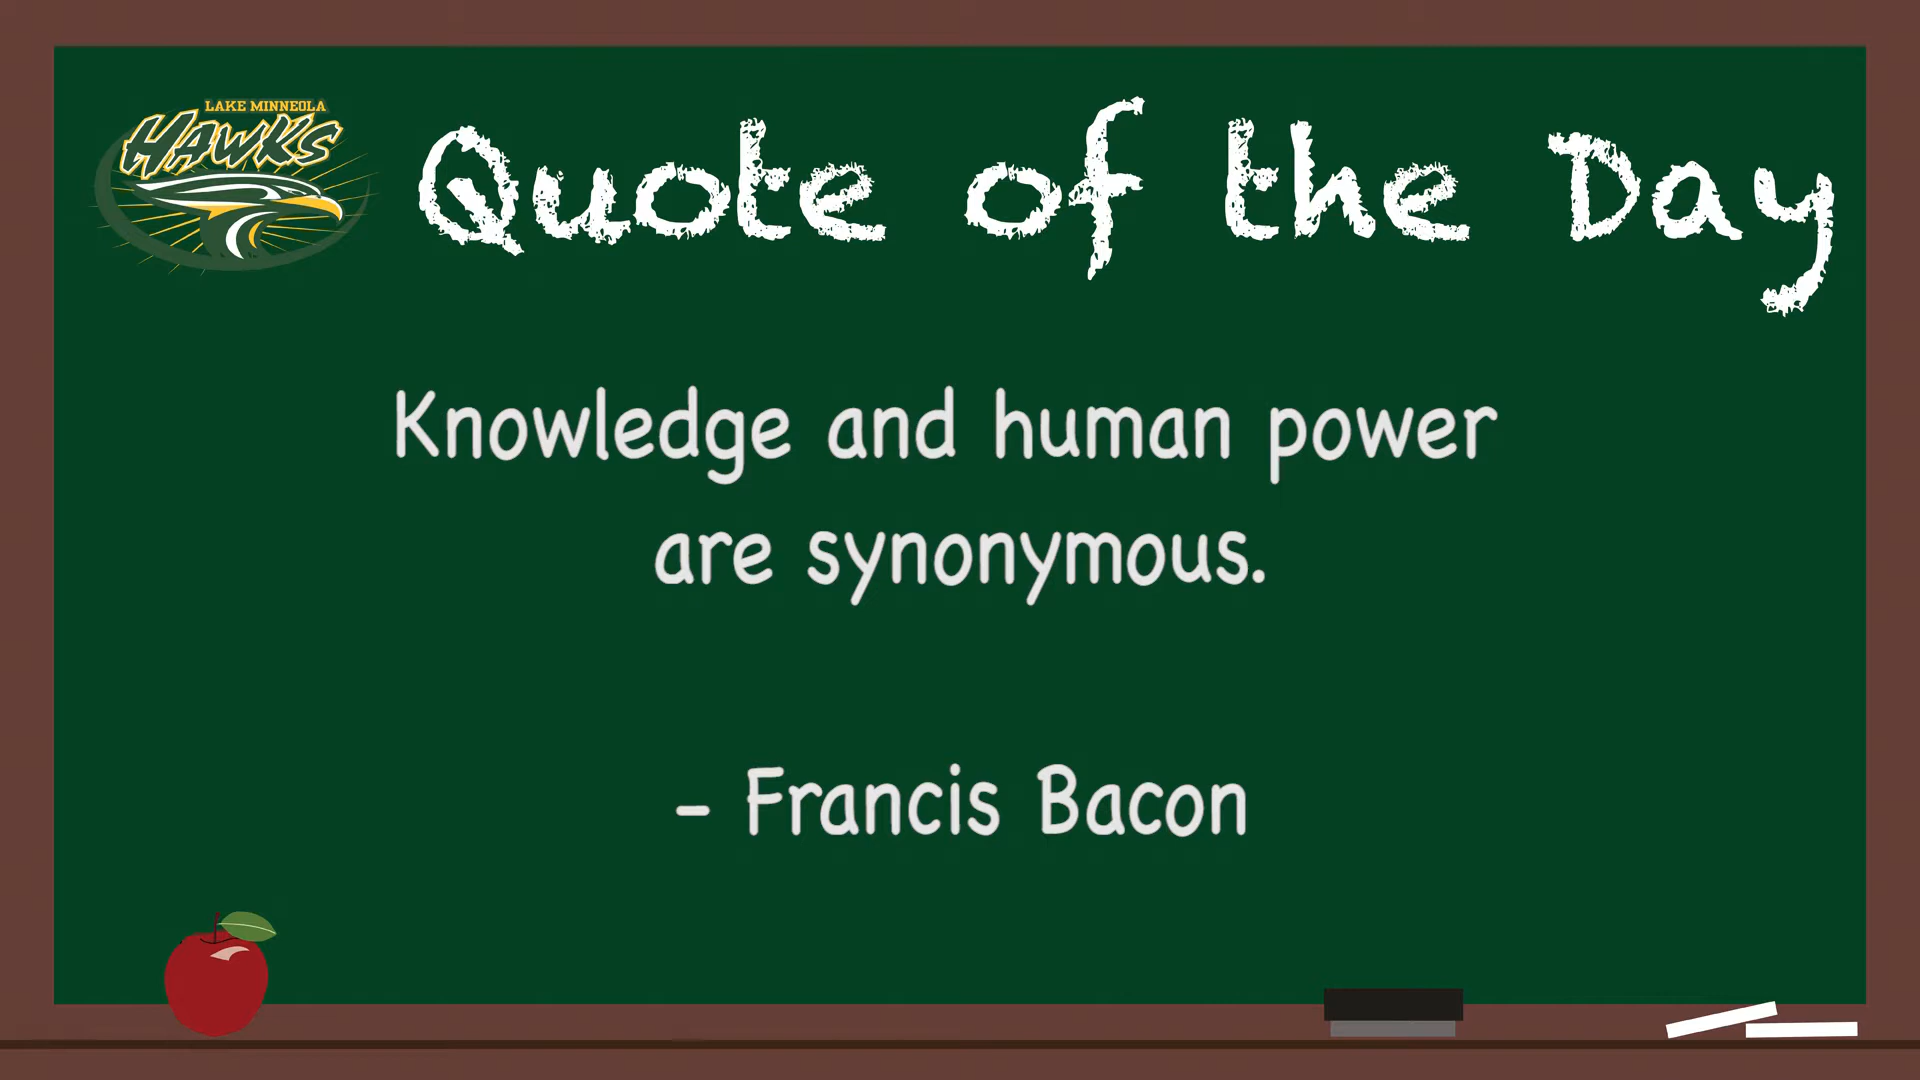 LAKE MINNEOLA
HAWKS
Quote of the Day
Knowledge and human power
are synonymous.
- Francis Bacon